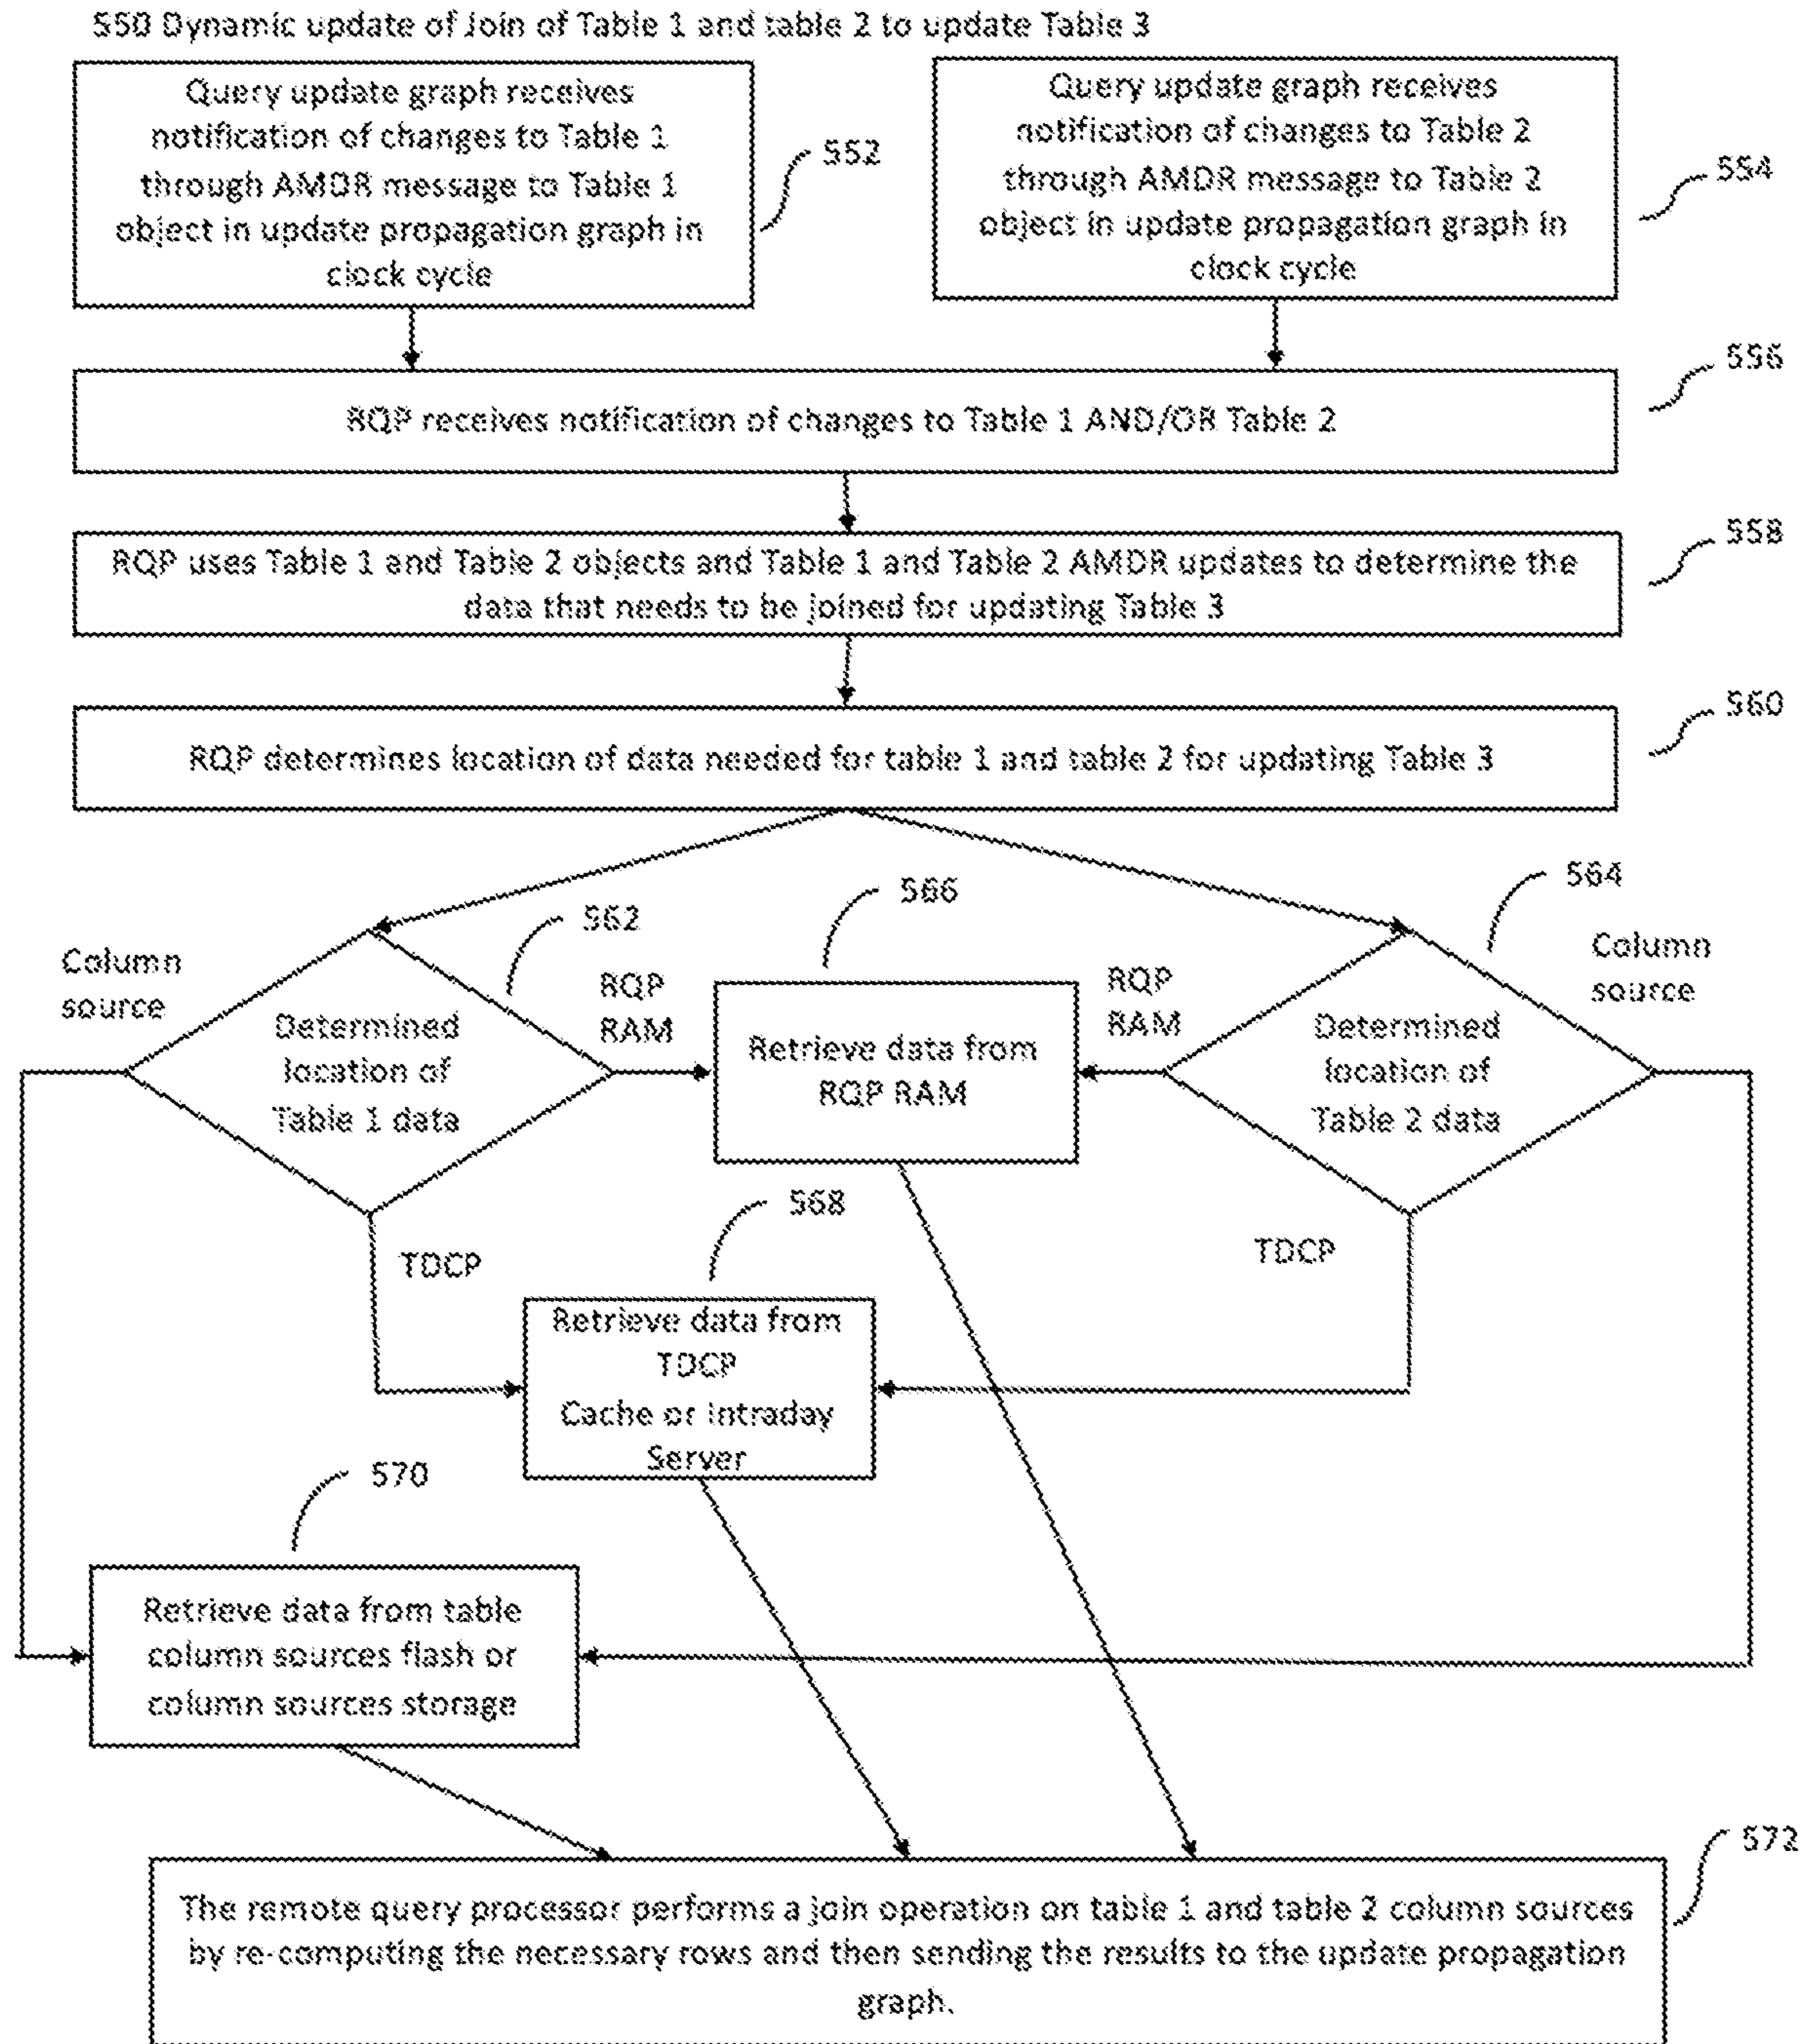 550 Dynamic update of Join of Table 1 and table 2 to update Table 3
Query update graph receives
notification of changes to Table 1
through AMDR message to Table 1
object in update propagation graph in
clock cycle
552
Query update graph receives
notification of changes to Table 2
through AMDR message to Table 2
object in update propagation graph in
clock cycle
554
RQP receives notification of changes to Table 1 AND/OR Table 2
556
RQP uses Table 1 and Table 2 objects and Table 1 and Table 2 AMDR updates to determine the
data that needs to be joined for updating Table 3
558
RQP determines location of data needed for table 1 and table 2 for updating Table 3
560
Column
source
Determined
location of
Table 1 data
562
RQP
RAM
Retrieve data from
RQP RAM
566
RQP
RAM
Determined
location of
Table 2 data
564
Column
source
TDCP
TDCP
568
Retrieve data from
TDCP
Cache or Intraday
Server
570
Retrieve data from table
column sources flash or
column sources storage
572
The remote query processor performs a join operation on table 1 and table 2 column sources
by re-computing the necessary rows and then sending the results to the update propagation
graph.